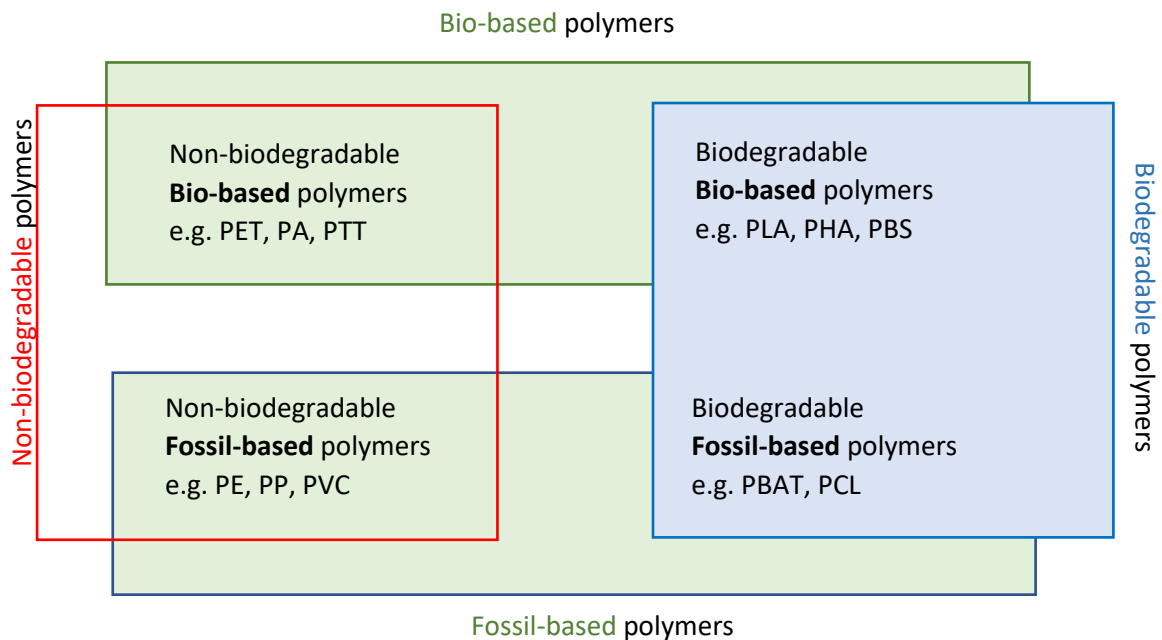 Bio-based polymers
Non-biodegradable polymers
Non-biodegradable
Bio-based polymers
e.g. PET, PA, PTT
Biodegradable
Bio-based polymers
e.g. PLA, PHA, PBS
Biodegradable polymers
Non-biodegradable
Fossil-based polymers
e.g. PE, PP, PVC
Biodegradable
Fossil-based polymers
e.g. PBAT, PCL
Fossil-based polymers